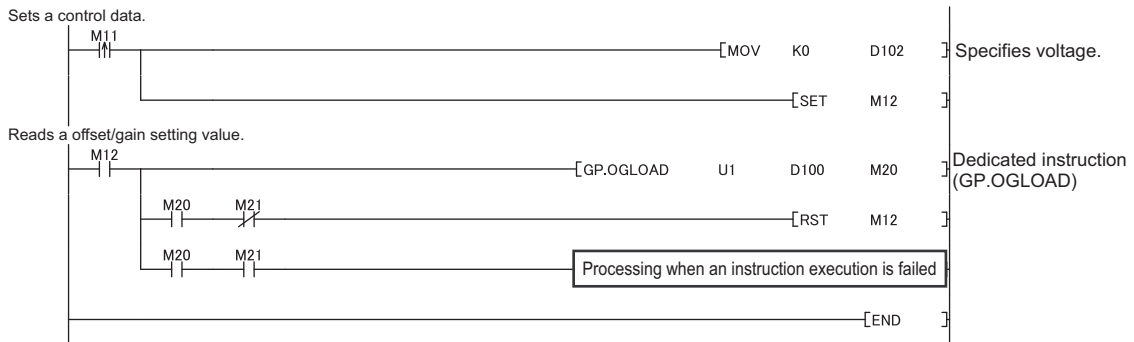 Sets a control data.
M11
[MOV K0 D102 ] Specifies voltage.
[SET M12 ]
Reads a offset/gain setting value.
M12
[GP.OGLOAD U1 D100 M20 ] Dedicated instruction
(GP.OGLOAD)
M20 M21
[RST M12 ]
M20 M21
Processing when an instruction execution is failed
[END ]